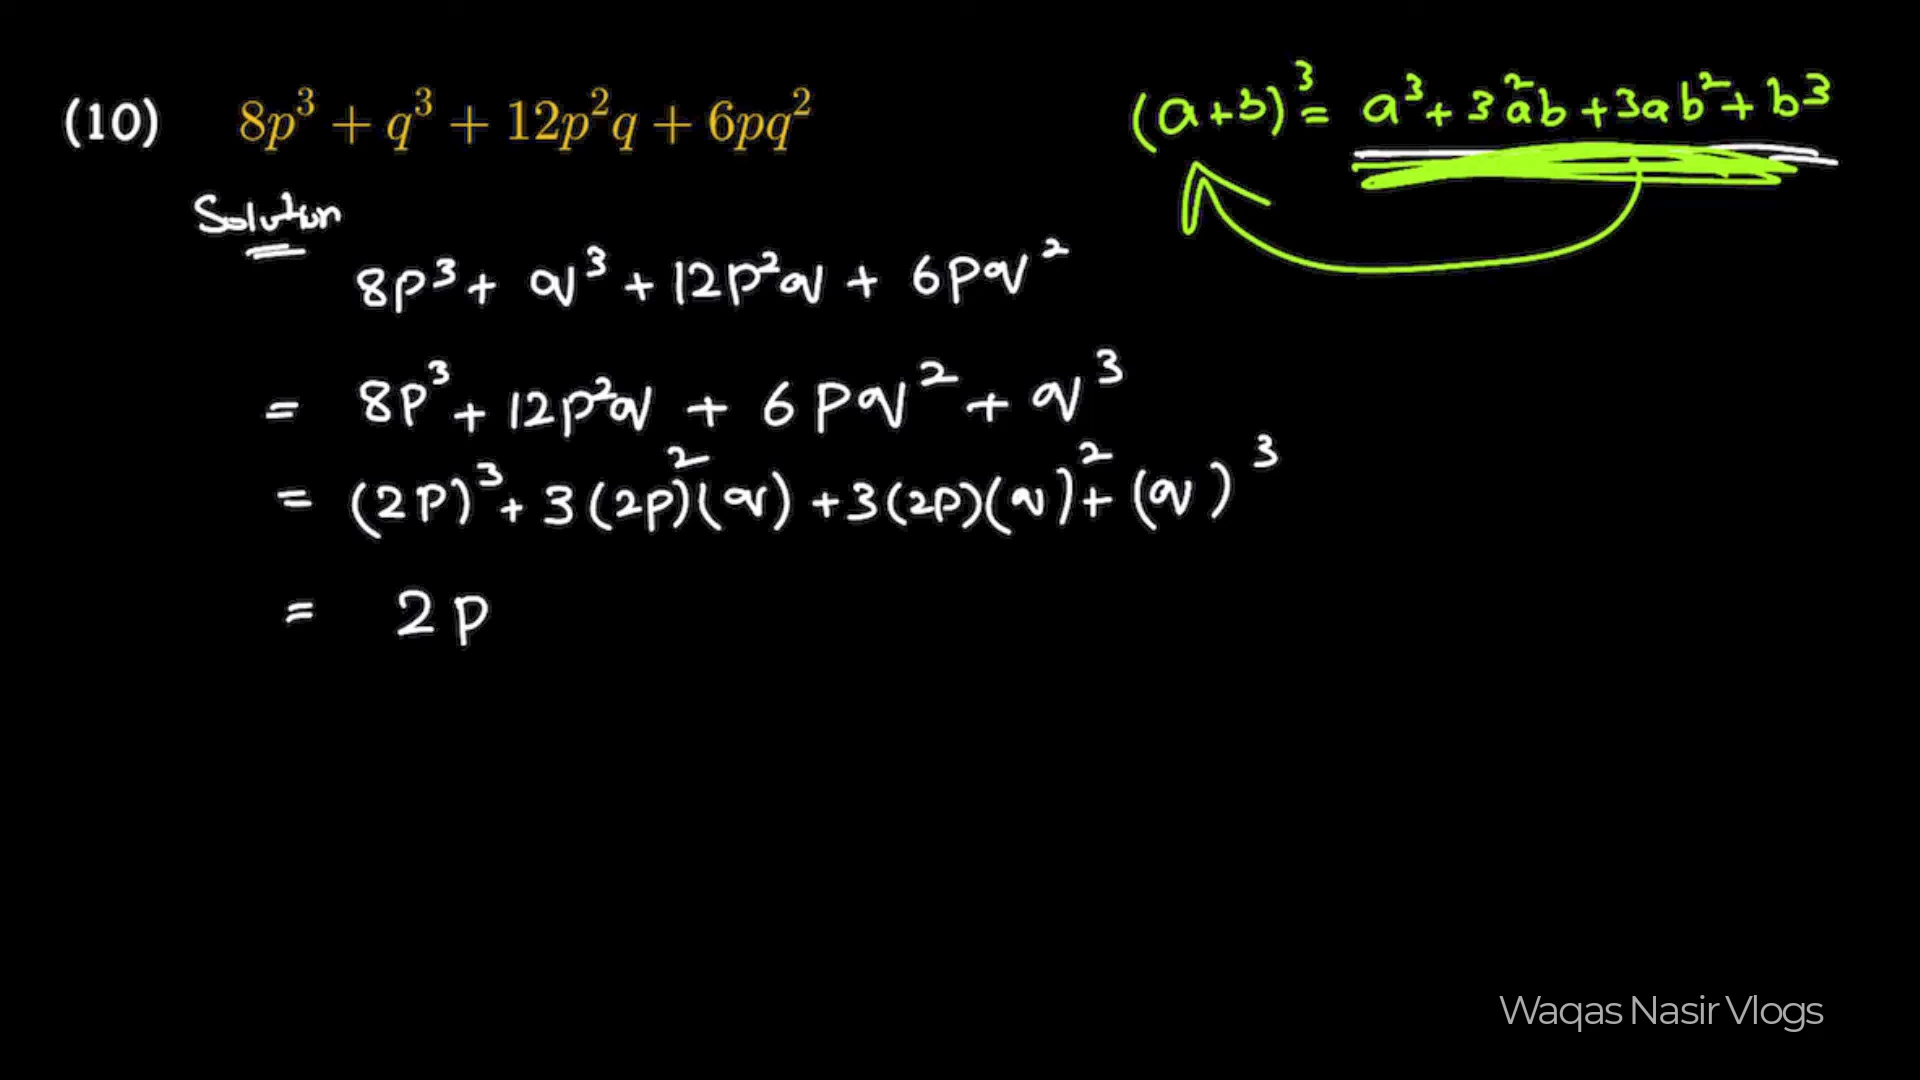 (10) 8p³ + q³ + 12p²q + 6pq²
(a+b)³ = a³ + 3a²b + 3ab² + b³
Solution
8p³ + q³ + 12p²q + 6pq²
= 8p³ + 12p²q + 6pq² + q³
= (2p)³ + 3(2p)²(q) + 3(2p)(q)² + (q)³
= 2p
Waqas Nasir Vlogs